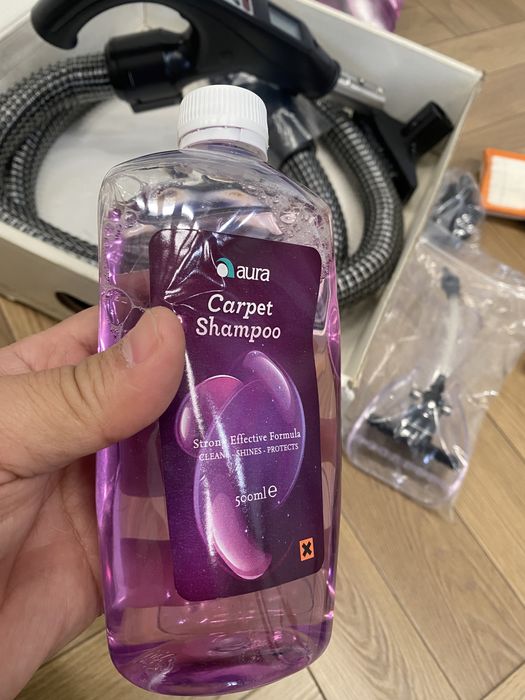 aura
Carpet
Shampoo
Strong Effective Formula
CLEANS - SHINES - PROTECTS
500ml e